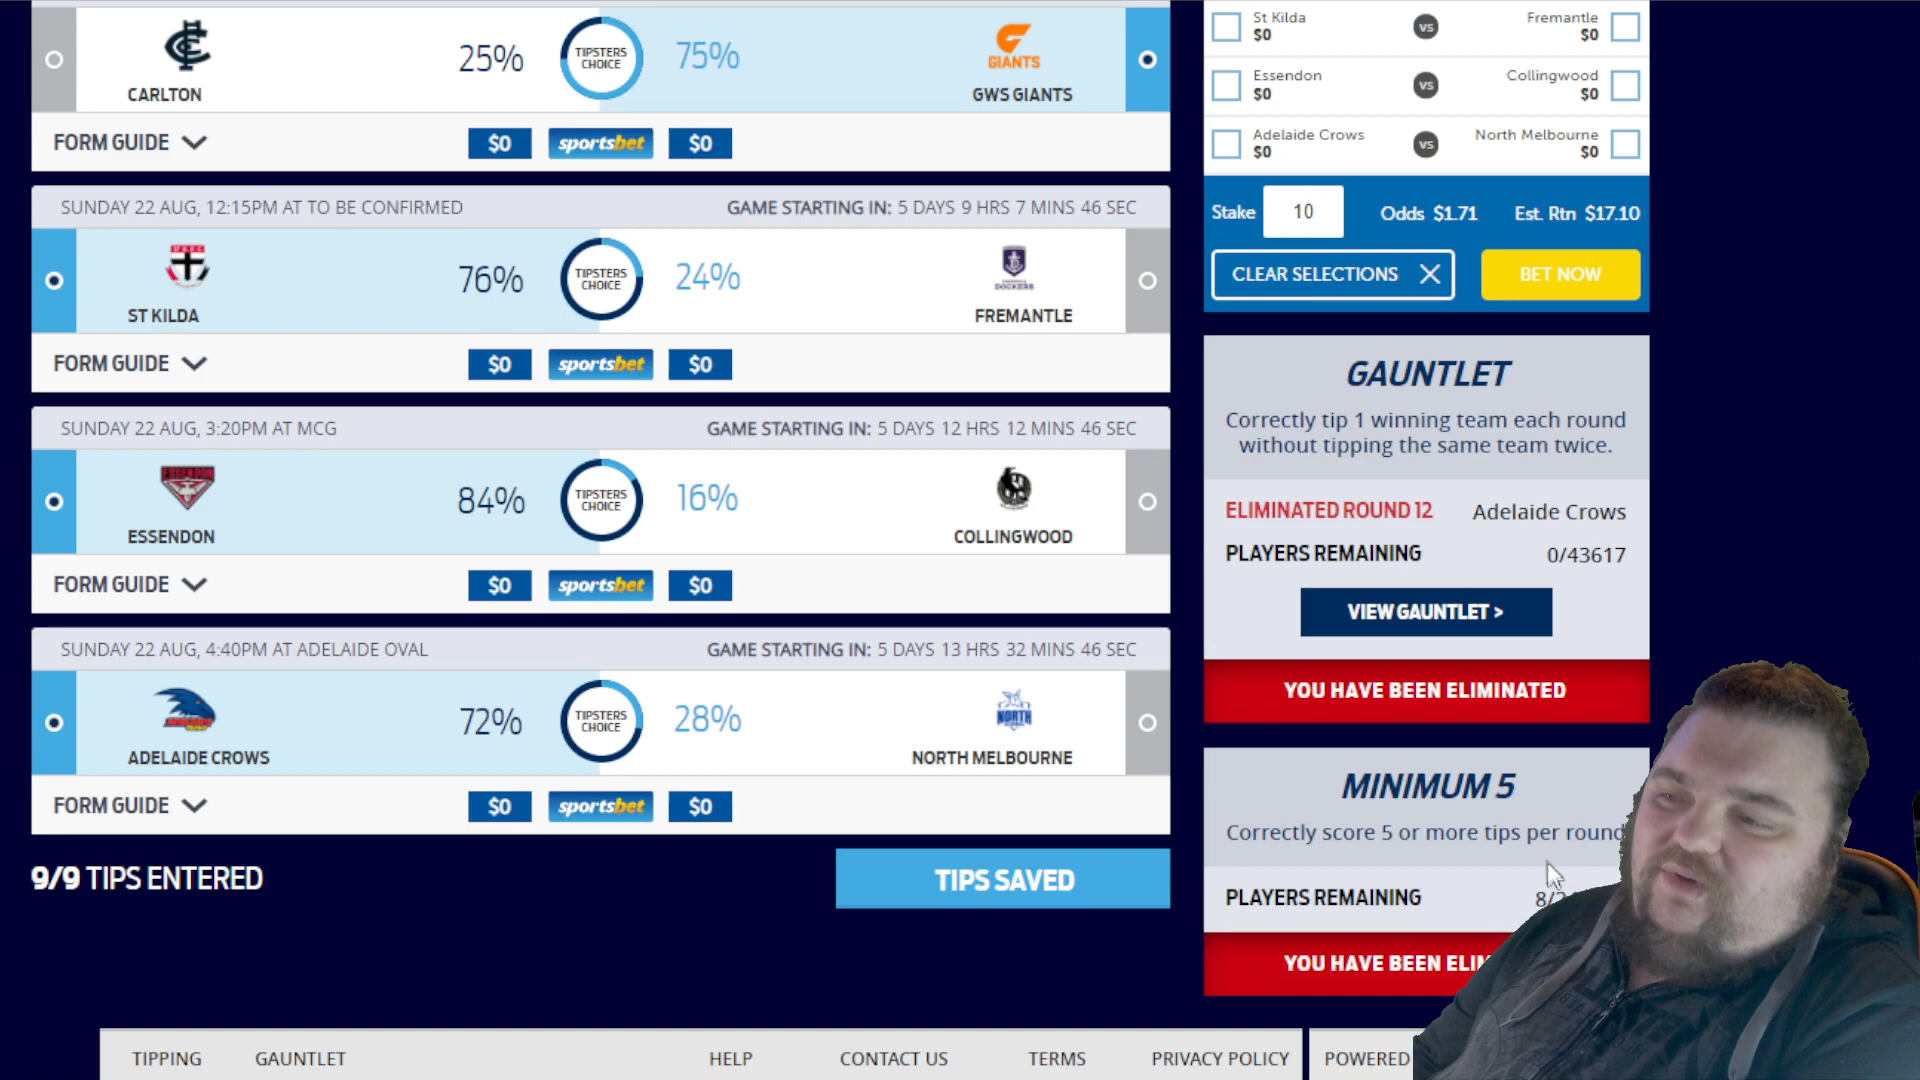 CARLTON
25%
TIPSTERS CHOICE
75%
GIANTS
GWS GIANTS
FORM GUIDE
$0 sportsbet $0
SUNDAY 22 AUG, 12:15PM AT TO BE CONFIRMED
GAME STARTING IN: 5 DAYS 9 HRS 7 MINS 46 SEC
ST KILDA
76%
TIPSTERS CHOICE
24%
DOCKERS
FREMANTLE
FORM GUIDE
$0 sportsbet $0
SUNDAY 22 AUG, 3:20PM AT MCG
GAME STARTING IN: 5 DAYS 12 HRS 12 MINS 46 SEC
ESSENDON
ESSENDON
84%
TIPSTERS CHOICE
16%
COLLINGWOOD
FORM GUIDE
$0 sportsbet $0
SUNDAY 22 AUG, 4:40PM AT ADELAIDE OVAL
GAME STARTING IN: 5 DAYS 13 HRS 32 MINS 46 SEC
ADELAIDE CROWS
72%
TIPSTERS CHOICE
28%
NORTH
NORTH MELBOURNE
FORM GUIDE
$0 sportsbet $0
9/9 TIPS ENTERED
TIPS SAVED
St Kilda vs Fremantle
$0 $0
Essendon vs Collingwood
$0 $0
Adelaide Crows vs North Melbourne
$0 $0
Stake 10 Odds $1.71 Est. Rtn $17.10
CLEAR SELECTIONS
BET NOW
GAUNTLET
Correctly tip 1 winning team each round
without tipping the same team twice.
ELIMINATED ROUND 12 Adelaide Crows
PLAYERS REMAINING 0/43617
VIEW GAUNTLET >
YOU HAVE BEEN ELIMINATED
MINIMUM 5
Correctly score 5 or more tips per round
PLAYERS REMAINING 8/
YOU HAVE BEEN
TIPPING GAUNTLET HELP CONTACT US TERMS PRIVACY POLICY POWERED